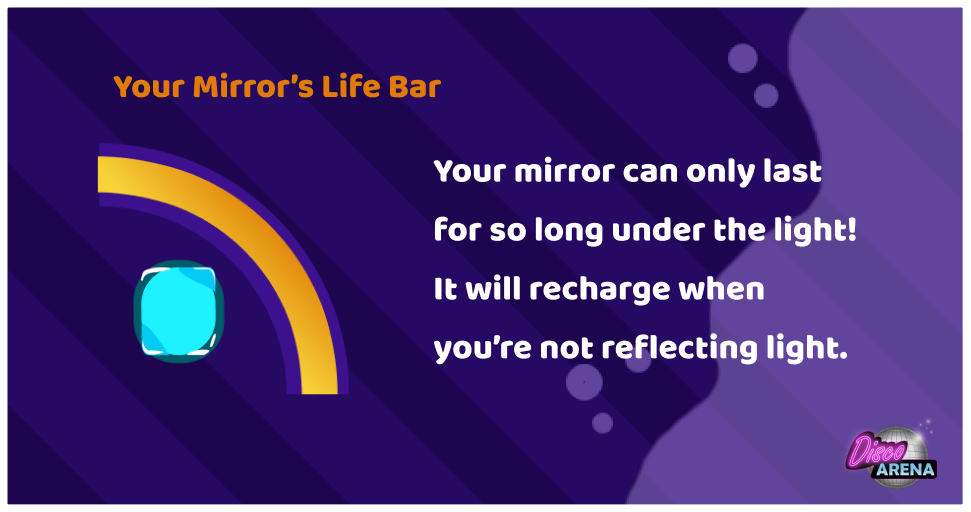 Your Mirror's Life Bar
Your mirror can only last
for so long under the light!
It will recharge when
you're not reflecting light.
Disco
ARENA